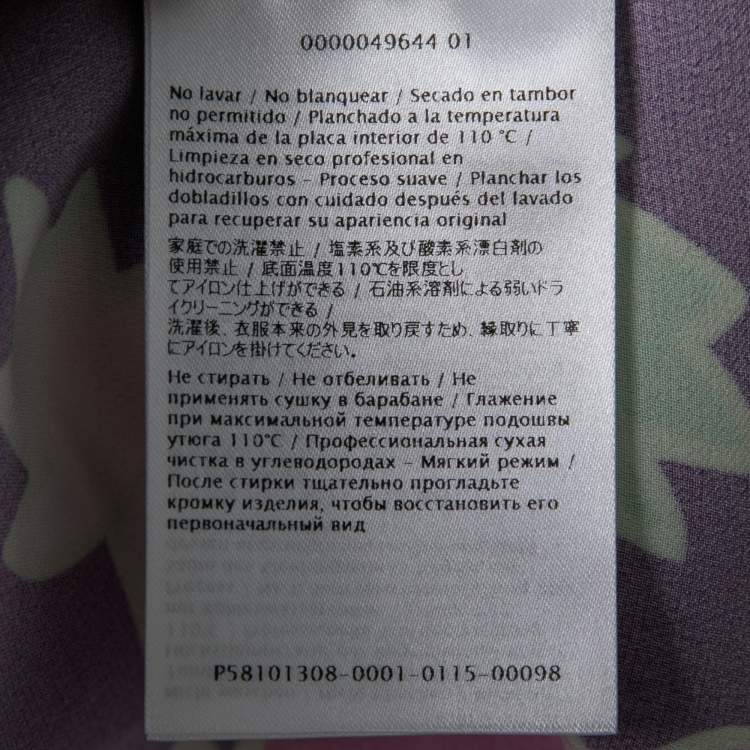 0000049644 01
No lavar / No blanquear / Secado en tambor
no permitido / Planchado a la temperatura
máxima de la placa interior de 110 °C /
Limpieza en seco profesional en
hidrocarburos – Proceso suave / Planchar los
dobladillos con cuidado después del lavado
para recuperar su apariencia original
家庭での洗濯禁止 / 塩素系及び酸素系漂白剤の
使用禁止 / 底面温度110℃を限度とし
てアイロン仕上げができる / 石油系溶剤による弱いドラ
イクリーニングができる /
洗濯後、衣服本来の外見を取り戻すため、縁取りに丁寧
にアイロンを掛けてください。
Не стирать / Не отбеливать / Не
применять сушку в барабане / Глажение
при максимальной температуре подошвы
утюга 110°C / Профессиональная сухая
чистка в углеводородах – Мягкий режим /
После стирки тщательно прогладьте
кромку изделия, чтобы восстановить его
первоначальный вид
P58101308-0001-0115-00098